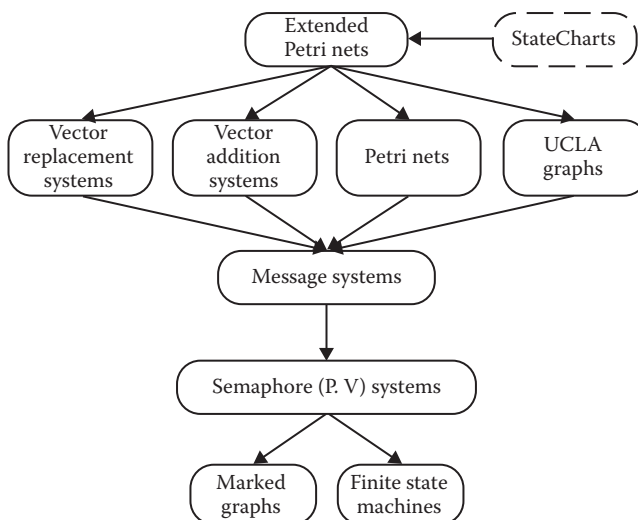 Extended
Petri nets
StateCharts
Vector
replacement
systems
Vector
addition
systems
Petri nets
UCLA
graphs
Message systems
Semaphore (P. V) systems
Marked
graphs
Finite state
machines